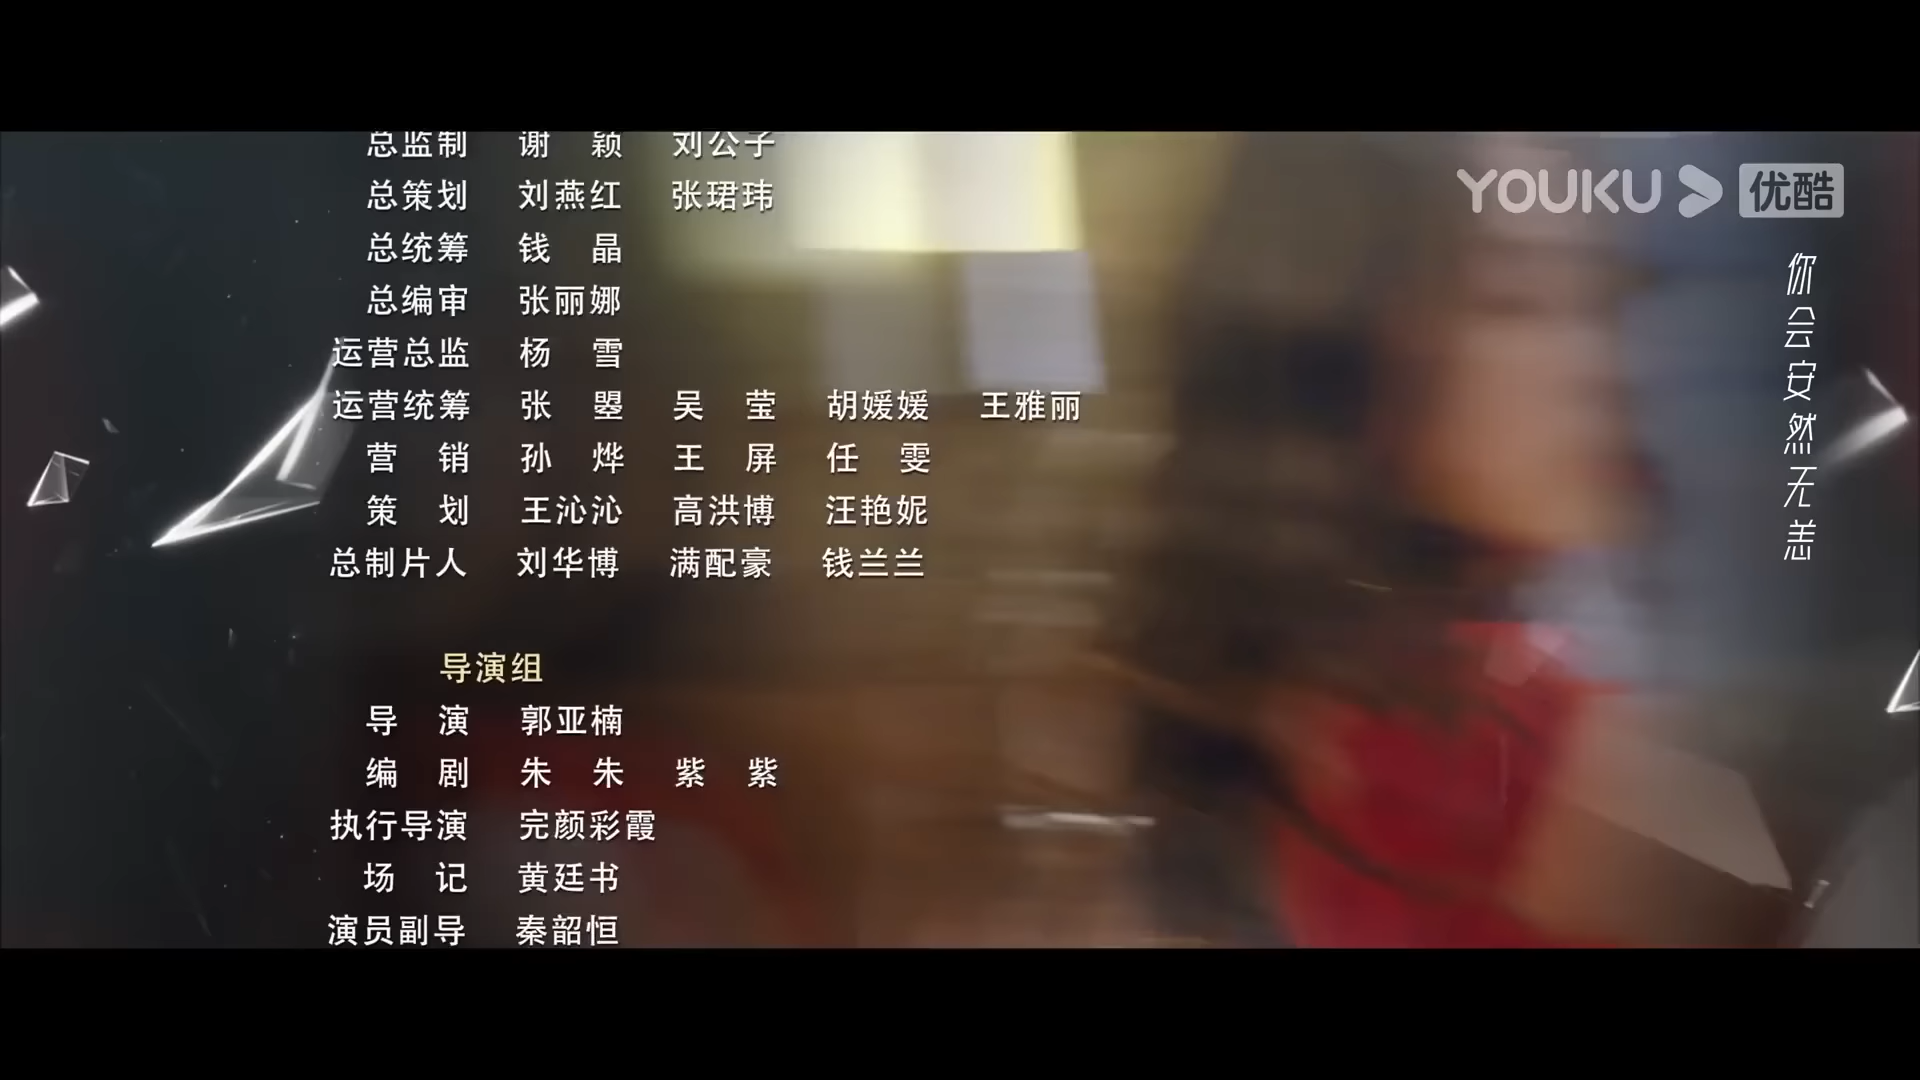 总监制 谢颖 刘公子
总策划 刘燕红 张珺玮
总统筹 钱晶
总编审 张丽娜
运营总监 杨雪
运营统筹 张曌 吴莹 胡媛媛 王雅丽
营销 孙烨 王屏 任雯
策划 王沁沁 高洪博 汪艳妮
总制片人 刘华博 满配豪 钱兰兰
导演组
导演 郭亚楠
编剧 朱朱 紫紫
执行导演 完颜彩霞
场记 黄廷书
演员副导 秦韶恒
YOUKU 优酷
你会安然无恙